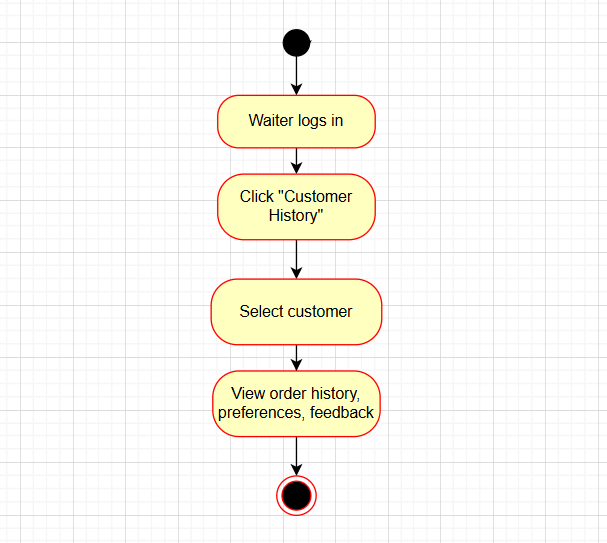 Waiter logs in
Click "Customer
History"
Select customer
View order history,
preferences, feedback